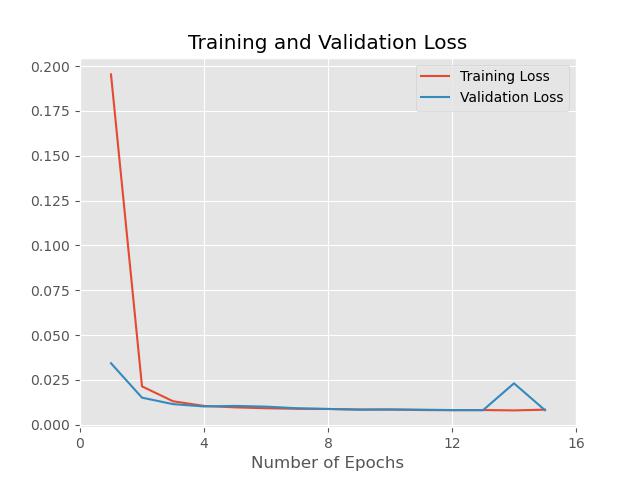 Training and Validation Loss
Training Loss
Validation Loss
0.200
0.175
0.150
0.125
0.100
0.075
0.050
0.025
0.000
0 4 8 12 16
Number of Epochs